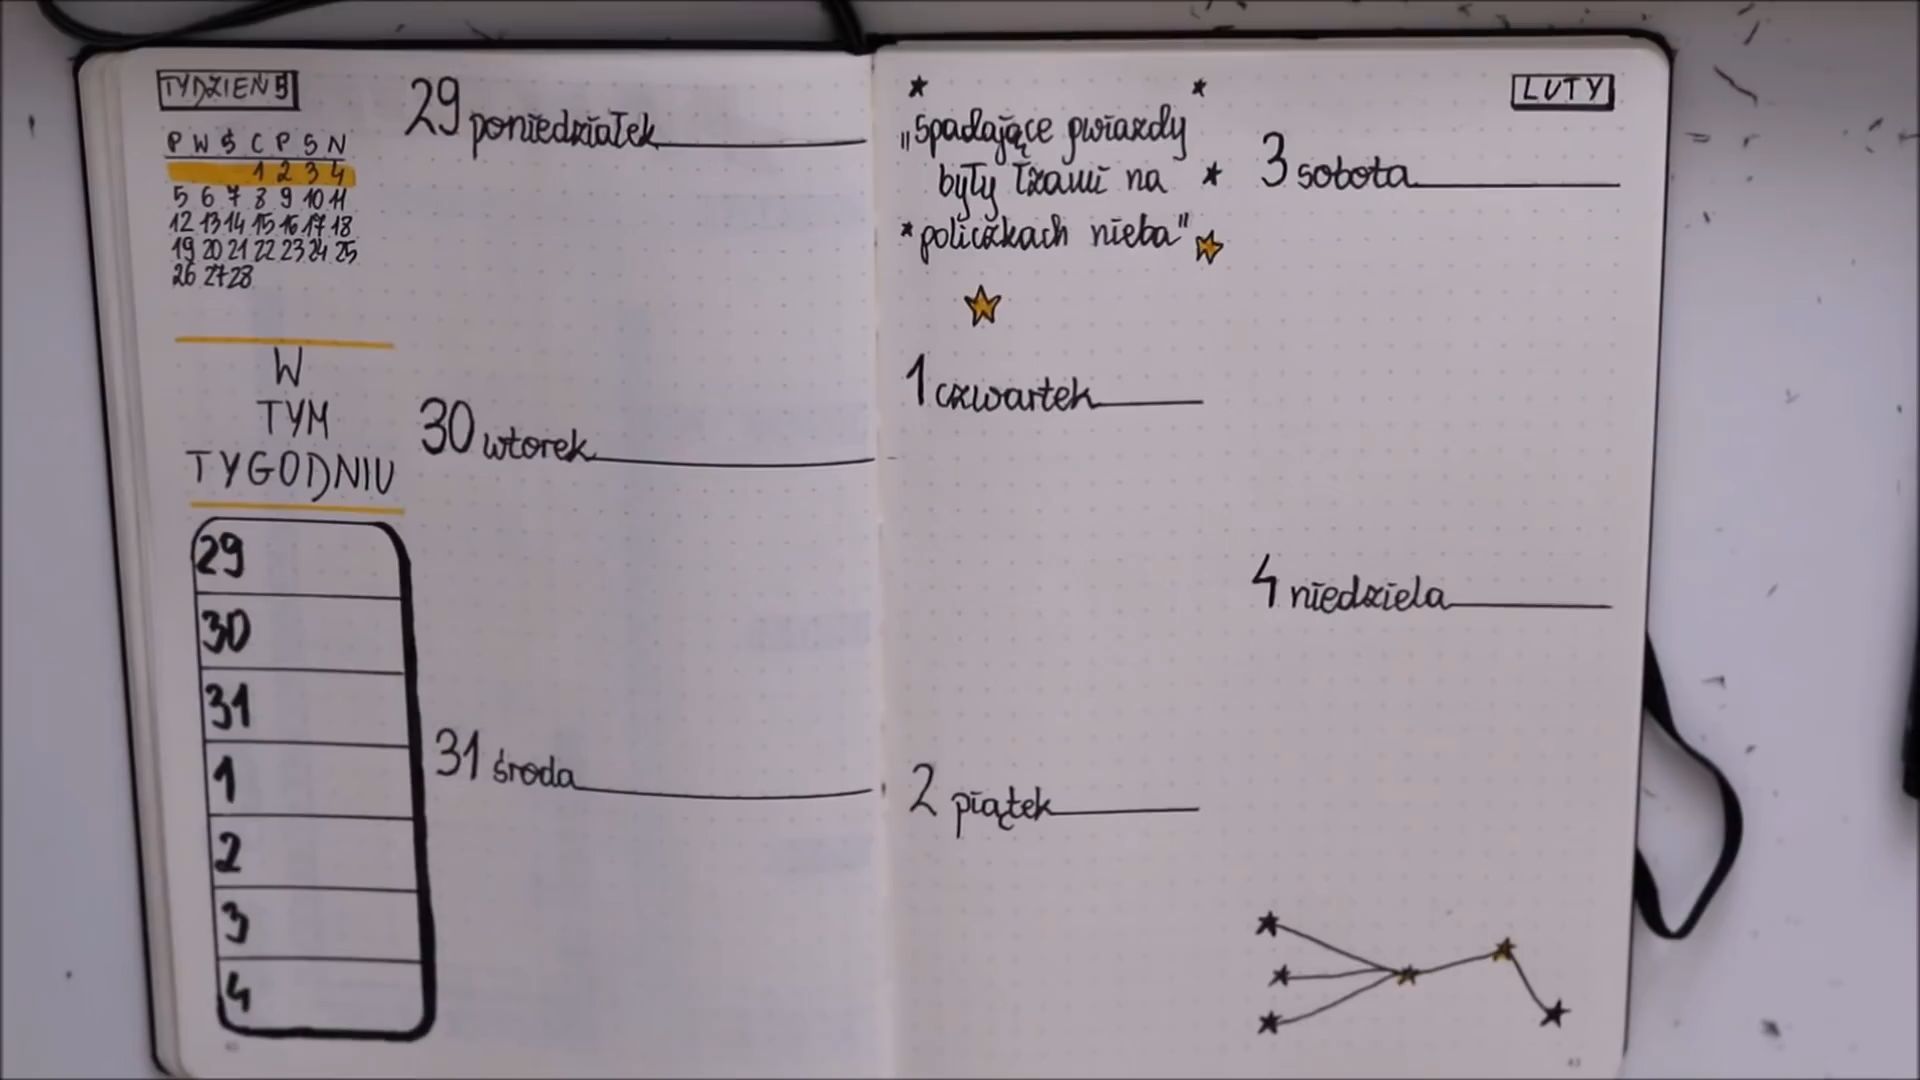 TYDZIEŃ 5
P W Ś C P S N
1 2 3 4
5 6 7 8 9 10 11
12 13 14 15 16 17 18
19 20 21 22 23 24 25
26 27 28
W
TYM
TYGODNIU
29
30
31
1
2
3
4
29 poniedziałek
30 wtorek
31 środa
„Spadające gwiazdy
były łzami na
policzkach nieba"
1 czwartek
2 piątek
LUTY
3 sobota
4 niedziela